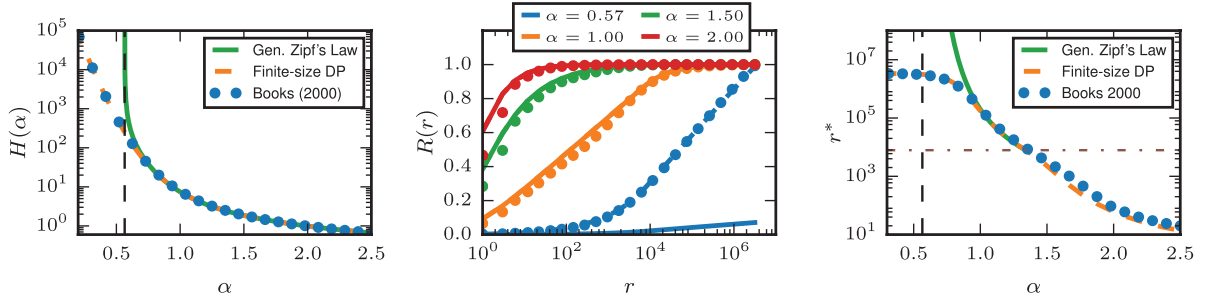 10^5
10^4
10^3
10^2
10^1
10^0
H(α)
Gen. Zipf's Law
Finite-size DP
Books (2000)
0.5 1.0 1.5 2.0 2.5
α
α = 0.57
α = 1.00
α = 1.50
α = 2.00
1.0
0.8
0.6
0.4
0.2
0.0
R(r)
10^0 10^2 10^4 10^6
r
10^9
10^7
10^5
10^3
10^1
r*
Gen. Zipf's Law
Finite-size DP
Books 2000
0.5 1.0 1.5 2.0 2.5
α